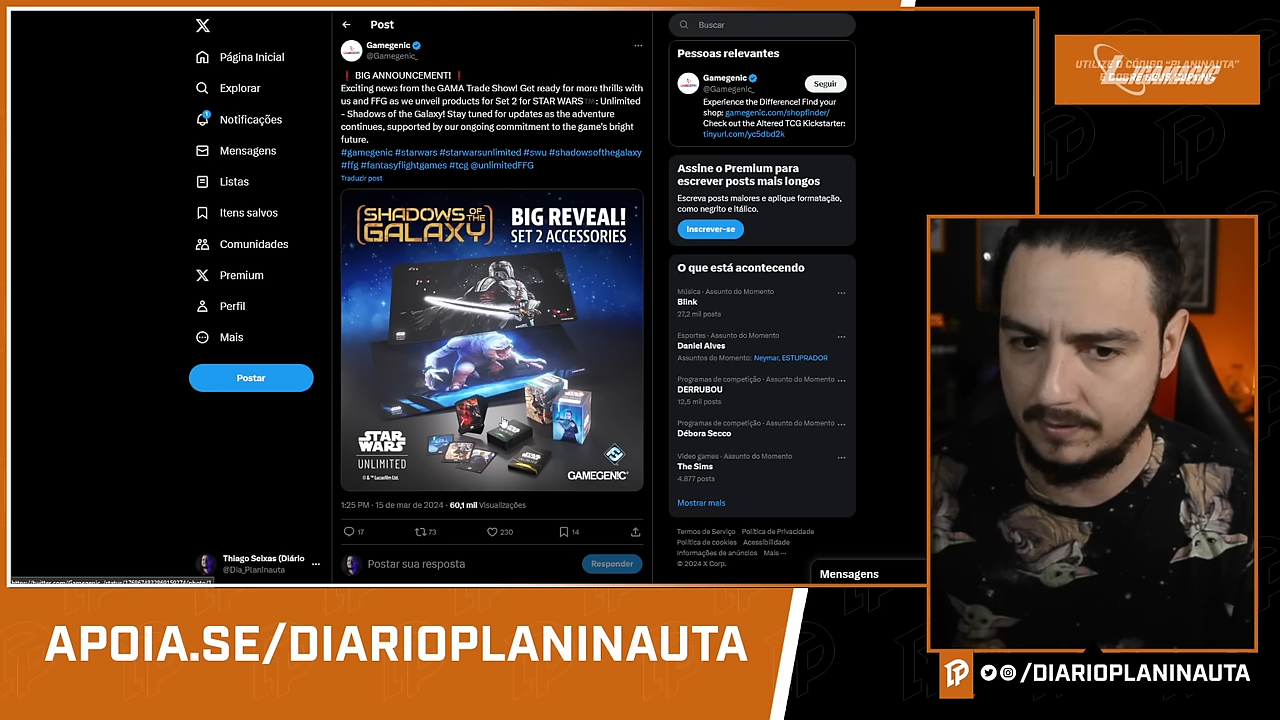 Página Inicial
Explorar
Notificações
Mensagens
Listas
Itens salvos
Comunidades
Premium
Perfil
Mais
Postar
Thiago Seixas (Diário
@Dia_Planinauta
Post
Gamegenic
@Gamegenic_
❗ BIG ANNOUNCEMENT! ❗
Exciting news from the GAMA Trade Show! Get ready for more thrills with
us and FFG as we unveil products for Set 2 for STAR WARS™: Unlimited
– Shadows of the Galaxy! Stay tuned for updates as the adventure
continues, supported by our ongoing commitment to the game's bright
future.
#gamegenic #starwars #starwarsunlimited #swu #shadowsofthegalaxy
#ffg #fantasyflightgames #tcg @unlimitedFFG
Traduzir post
SHADOWS OF THE
GALAXY
BIG REVEAL!
SET 2 ACCESSORIES
STAR
WARS
UNLIMITED
© & ™ Lucasfilm Ltd.
GAMEGENIC
1:25 PM · 15 de mar de 2024 · 60,1 mil Visualizações
17
73
230
14
Postar sua resposta
Responder
Buscar
Pessoas relevantes
Gamegenic
@Gamegenic_
Seguir
Experience the Difference! Find your
shop: gamegenic.com/shopfinder/
Check out the Altered TCG Kickstarter:
tinyurl.com/yc5dbd2k
Assine o Premium para
escrever posts mais longos
Escreva posts maiores e aplique formatação,
como negrito e itálico.
Inscrever-se
O que está acontecendo
Música · Assunto do Momento
Blink
27,2 mil posts
Esportes · Assunto do Momento
Daniel Alves
Assuntos do Momento: Neymar, ESTUPRADOR
Programas de competição · Assunto do Momento
DERRUBOU
12,5 mil posts
Programas de competição · Assunto do Momento
Débora Secco
Video games · Assunto do Momento
The Sims
4.877 posts
Mostrar mais
Termos de Serviço Política de Privacidade
Política de cookies Acessibilidade
Informações de anúncios Mais ···
© 2024 X Corp.
Mensagens
UTILIZE O CÓDIGO "PLANINAUTA"
APOIA.SE/DIARIOPLANINAUTA
/DIARIOPLANINAUTA